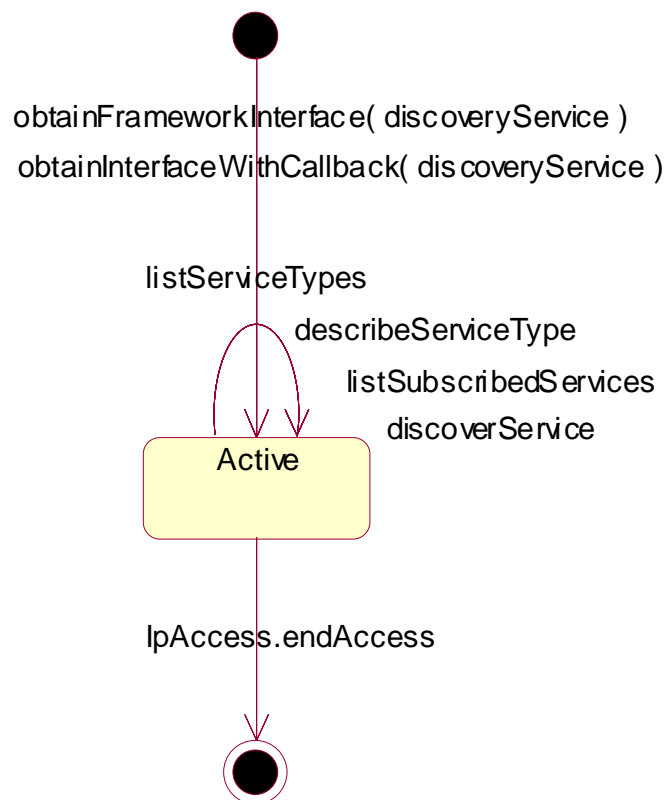 obtainFrameworkInterface( discoveryService )
obtainInterfaceWithCallback( discoveryService )
listServiceTypes
describeServiceType
listSubscribedServices
discoverService
Active
IpAccess.endAccess